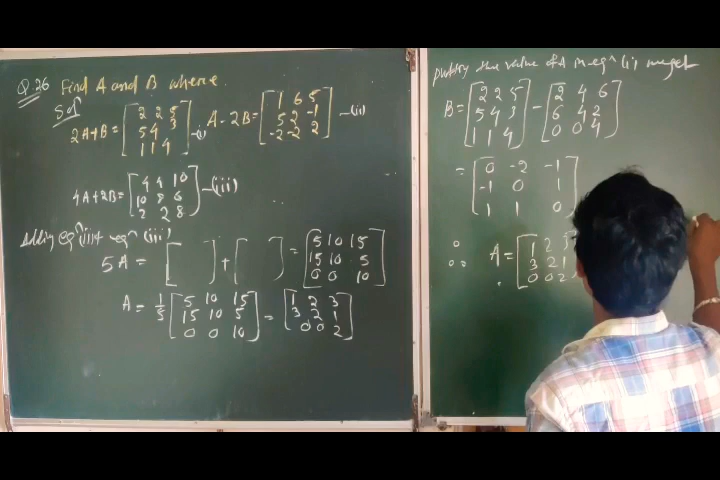 Q.26 Find A and B where
Sol
2A+B = [2 2 5 -(i) A-2B = [1 6 5 -(ii)
5 4 3 5 2 -1
1 1 4] -2 -2 2]
4A+2B = [4 4 10 -(iii)
10 8 6
2 2 8]
Adding eqⁿ(ii)+ eqⁿ(iii)
5A = [ ] + [ ] = [5 10 15
15 10 5
0 0 10]
A = 1/5 [5 10 15 = [1 2 3
15 10 5 3 2 1
0 0 10] 0 0 2]
putting the value of A in eqⁿ(i) we get
B = [2 2 5 - [2 4 6
5 4 3 6 4 2
1 1 4] 0 0 4]
= [0 -2 -1
-1 0 1
1 1 0]
∴ A = [1 2 3
3 2 1
0 0 2